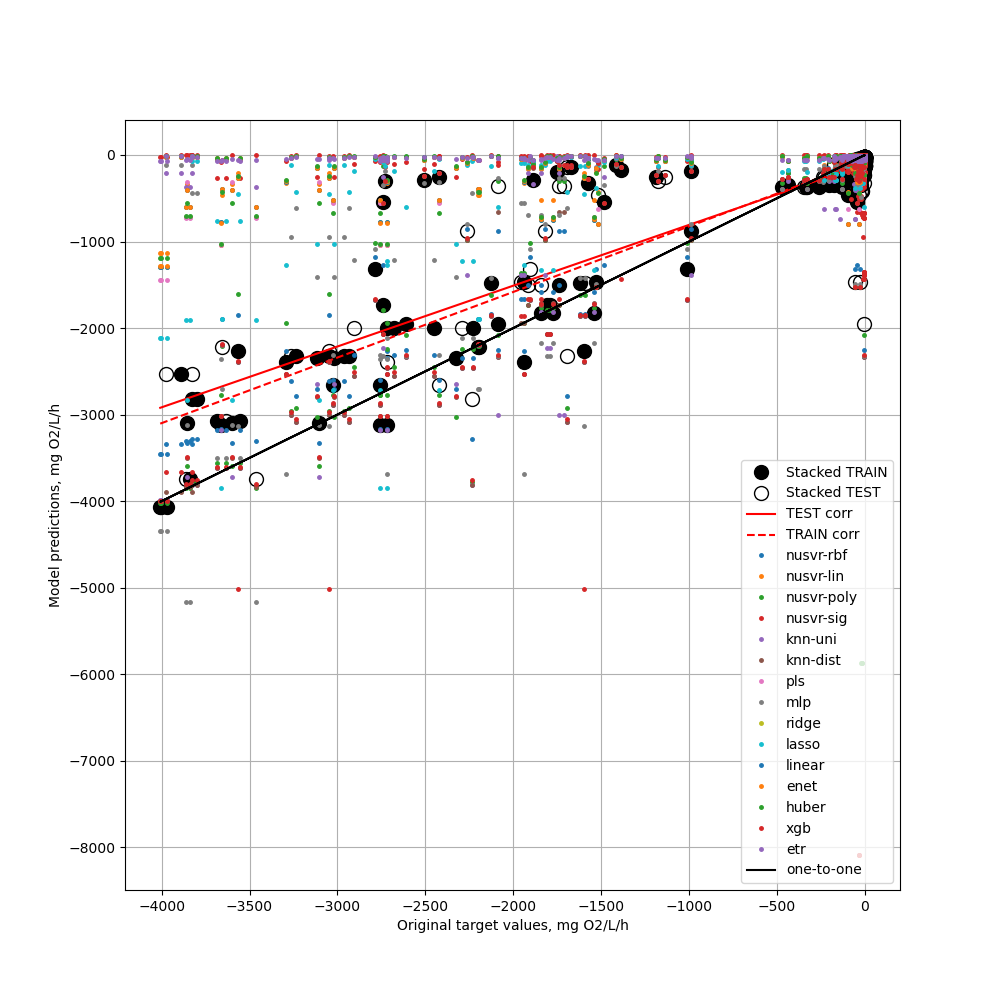 0
−1000
−2000
−3000
−4000
−5000
−6000
−7000
−8000
Model predictions, mg O2/L/h
−4000 −3500 −3000 −2500 −2000 −1500 −1000 −500 0
Original target values, mg O2/L/h
Stacked TRAIN
Stacked TEST
TEST corr
TRAIN corr
nusvr-rbf
nusvr-lin
nusvr-poly
nusvr-sig
knn-uni
knn-dist
pls
mlp
ridge
lasso
linear
enet
huber
xgb
etr
one-to-one